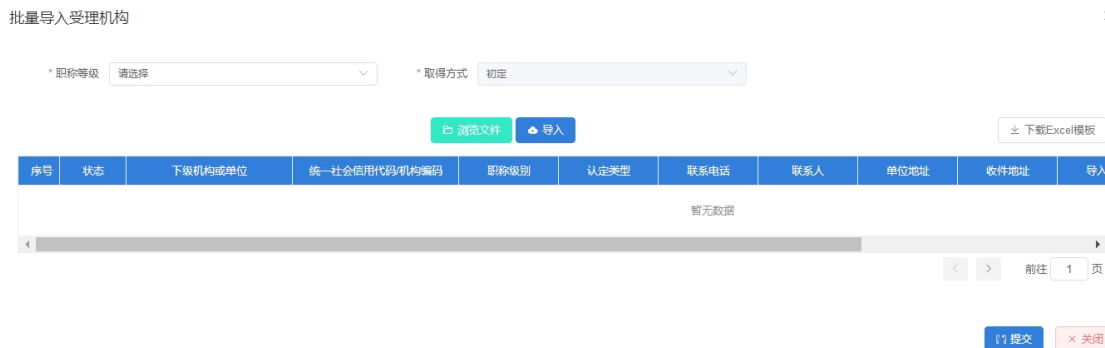 批量导入受理机构
* 职称等级 请选择 * 取得方式 初定
浏览文件 导入 下载Excel模板
序号 状态 下级机构或单位 统一社会信用代码/机构编码 职称级别 认定类型 联系电话 联系人 单位地址 收件地址 导入
暂无数据
前往 1 页
提交 × 关闭